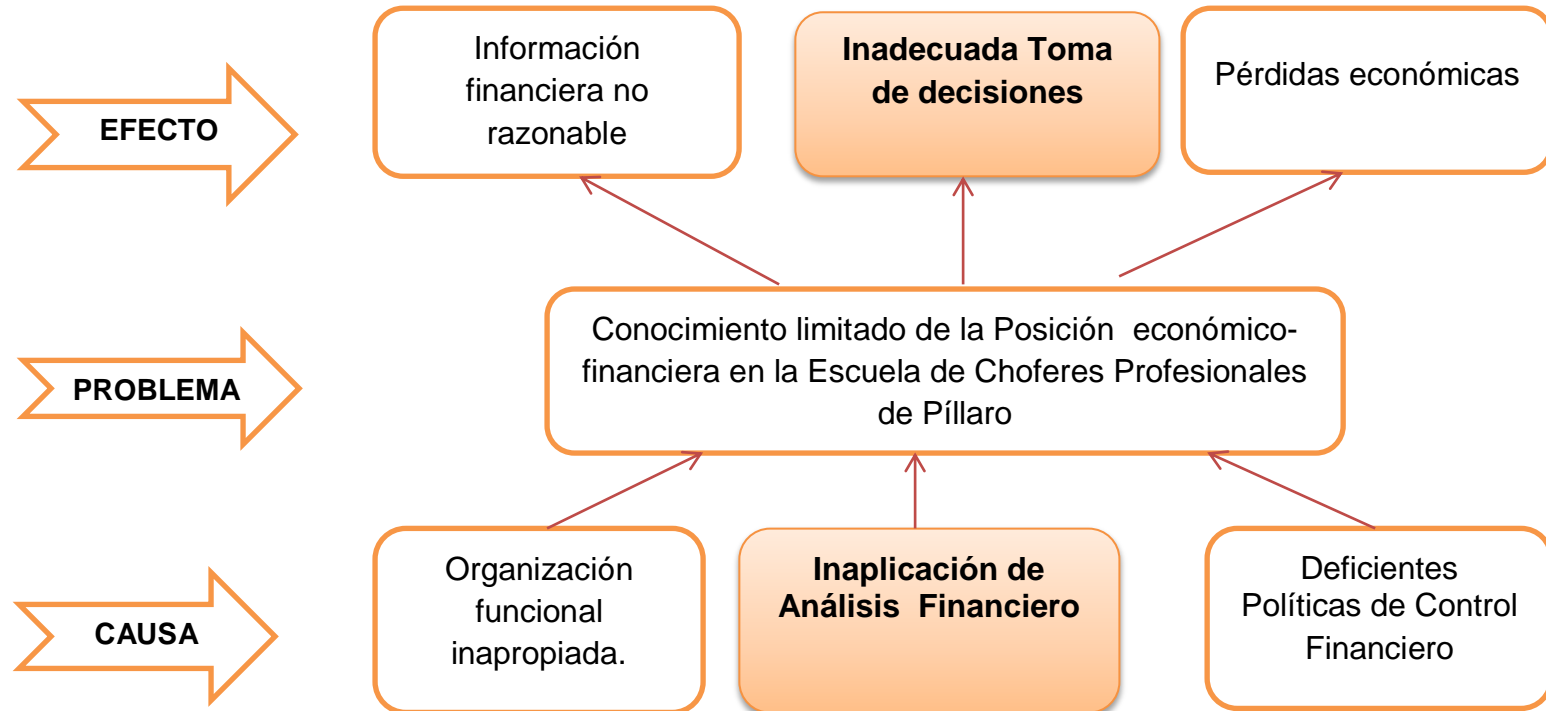 EFECTO
Información
financiera no
razonable
Inadecuada Toma
de decisiones
Pérdidas económicas
PROBLEMA
Conocimiento limitado de la Posición económico-
financiera en la Escuela de Choferes Profesionales
de Píllaro
CAUSA
Organización
funcional
inapropiada.
Inaplicación de
Análisis Financiero
Deficientes
Políticas de Control
Financiero